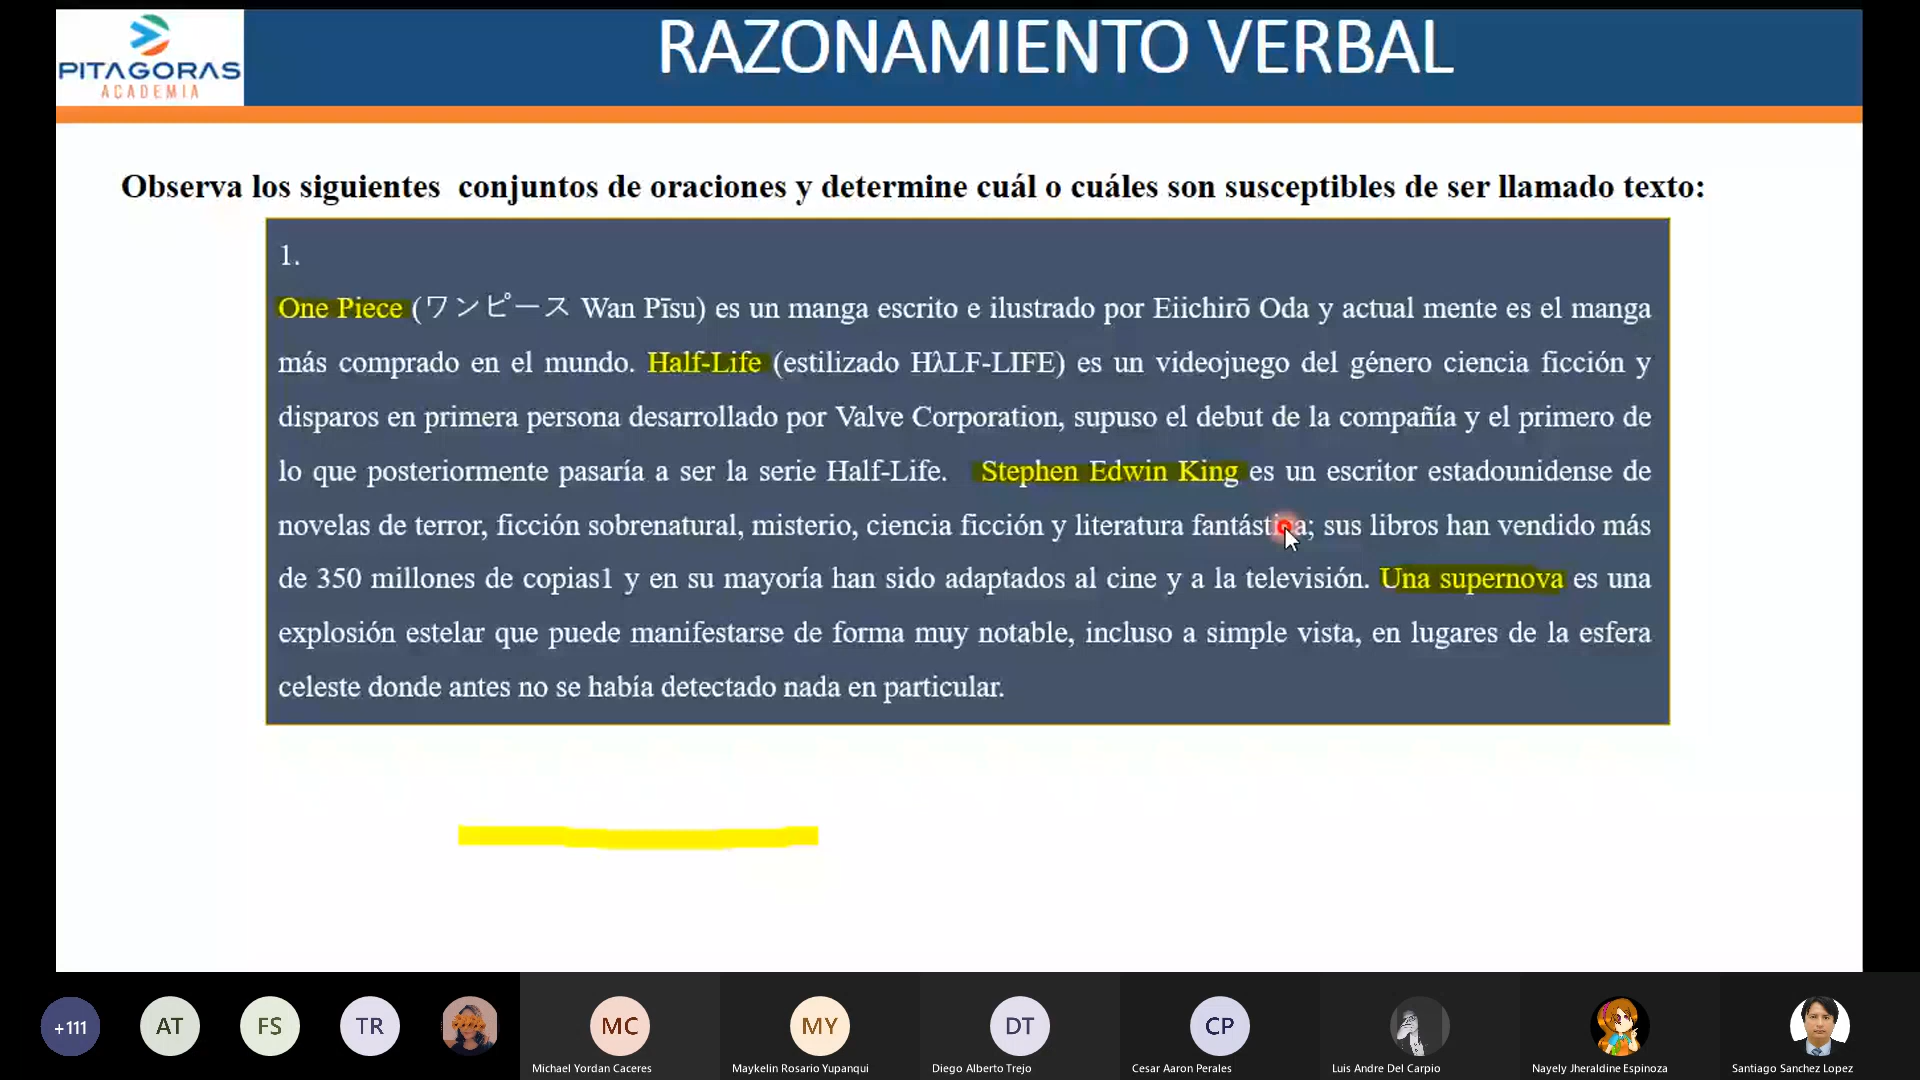 PITAGORAS
ACADEMIA
RAZONAMIENTO VERBAL
Observa los siguientes conjuntos de oraciones y determine cuál o cuáles son susceptibles de ser llamado texto:
1.
One Piece (ワンピース Wan Pīsu) es un manga escrito e ilustrado por Eiichirō Oda y actual mente es el manga
más comprado en el mundo. Half-Life (estilizado HλLF-LIFE) es un videojuego del género ciencia ficción y
disparos en primera persona desarrollado por Valve Corporation, supuso el debut de la compañía y el primero de
lo que posteriormente pasaría a ser la serie Half-Life. Stephen Edwin King es un escritor estadounidense de
novelas de terror, ficción sobrenatural, misterio, ciencia ficción y literatura fantástica; sus libros han vendido más
de 350 millones de copias1 y en su mayoría han sido adaptados al cine y a la televisión. Una supernova es una
explosión estelar que puede manifestarse de forma muy notable, incluso a simple vista, en lugares de la esfera
celeste donde antes no se había detectado nada en particular.
+111
AT
FS
TR
MC
MY
DT
CP
Michael Yordan Caceres
Maykelin Rosario Yupanqui
Diego Alberto Trejo
Cesar Aaron Perales
Luis Andre Del Carpio
Nayely Jheraldine Espinoza
Santiago Sanchez Lopez